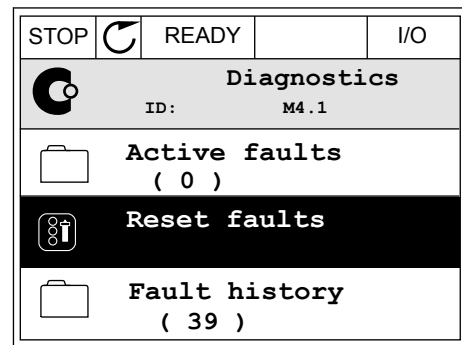 STOP READY I/O
Diagnostics
ID: M4.1
Active faults
( 0 )
Reset faults
Fault history
( 39 )